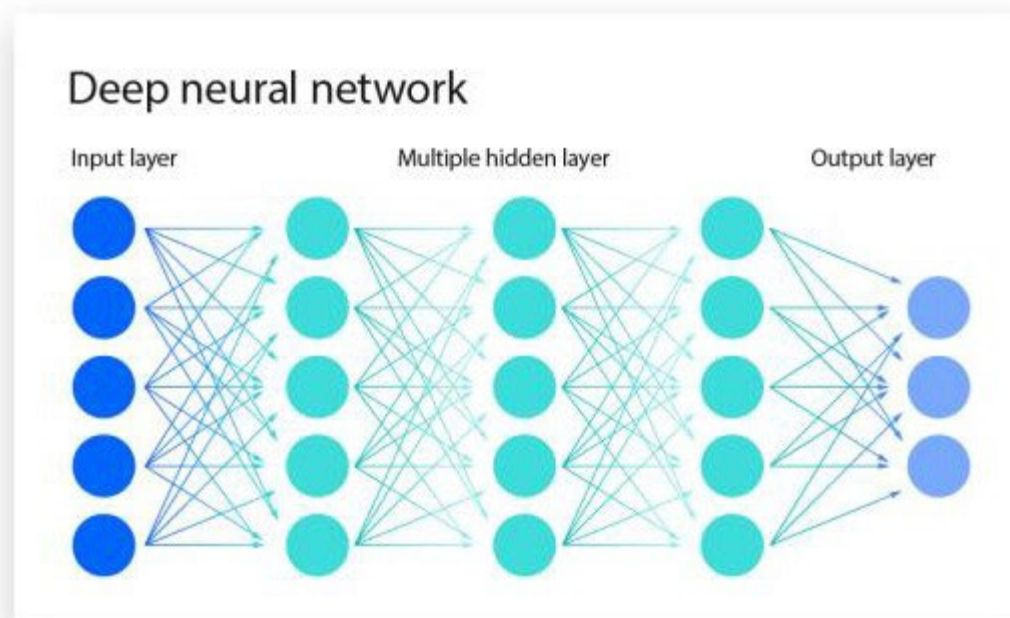 Deep neural network
Input layer
Multiple hidden layer
Output layer